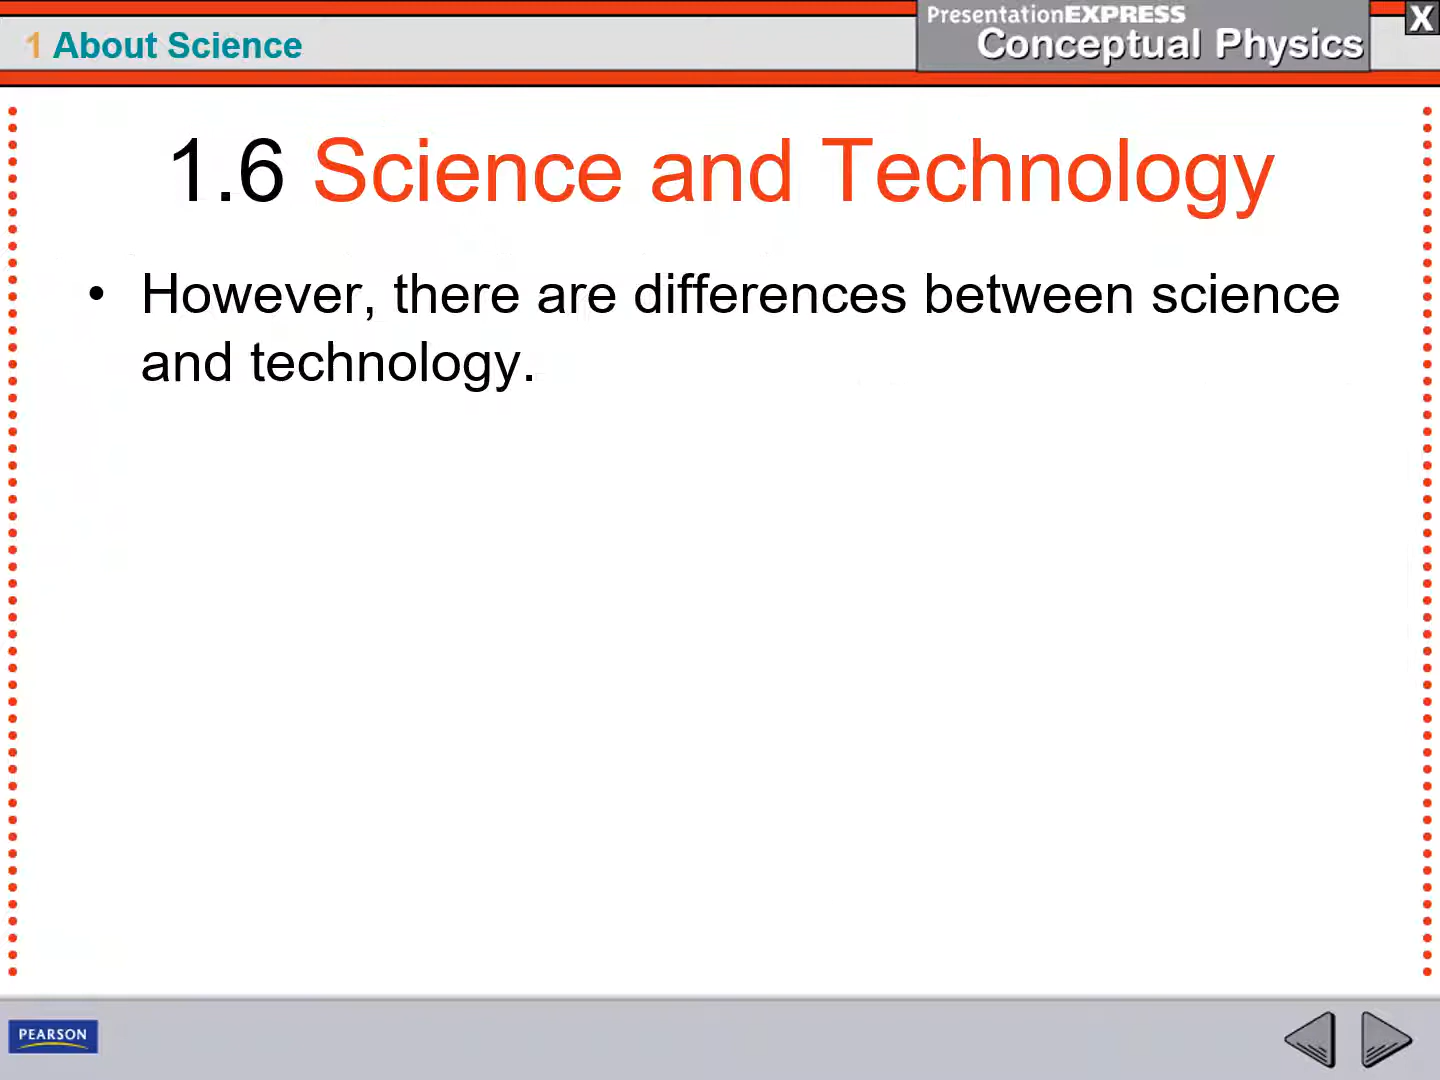 1 About Science
PresentationEXPRESS
Conceptual Physics
X
1.6 Science and Technology
• However, there are differences between science
and technology.
PEARSON